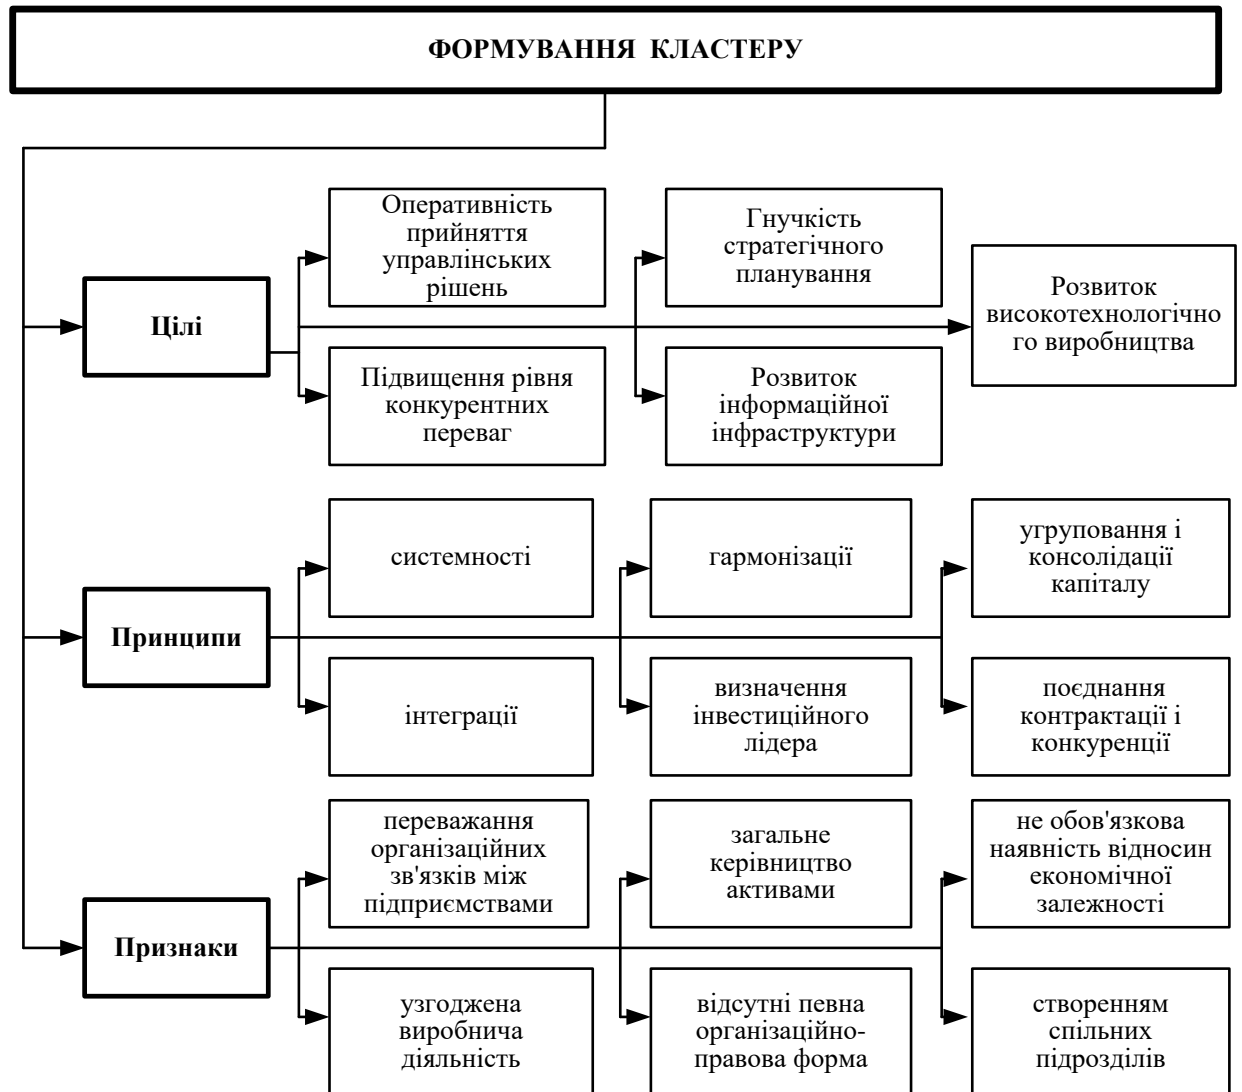 ФОРМУВАННЯ КЛАСТЕРУ
Цілі
Оперативність
прийняття
управлінських
рішень
Гнучкість
стратегічного
планування
Розвиток
високотехнологічно
го виробництва
Підвищення рівня
конкурентних
переваг
Розвиток
інформаційної
інфраструктури
Принципи
системності
гармонізації
угруповання і
консолідації
капіталу
інтеграції
визначення
інвестиційного
лідера
поєднання
контрактації і
конкуренції
Признаки
переважання
організаційних
зв'язків між
підприємствами
загальне
керівництво
активами
не обов'язкова
наявність відносин
економічної
залежності
узгоджена
виробнича
діяльність
відсутні певна
організаційно-
правова форма
створенням
спільних
підрозділів